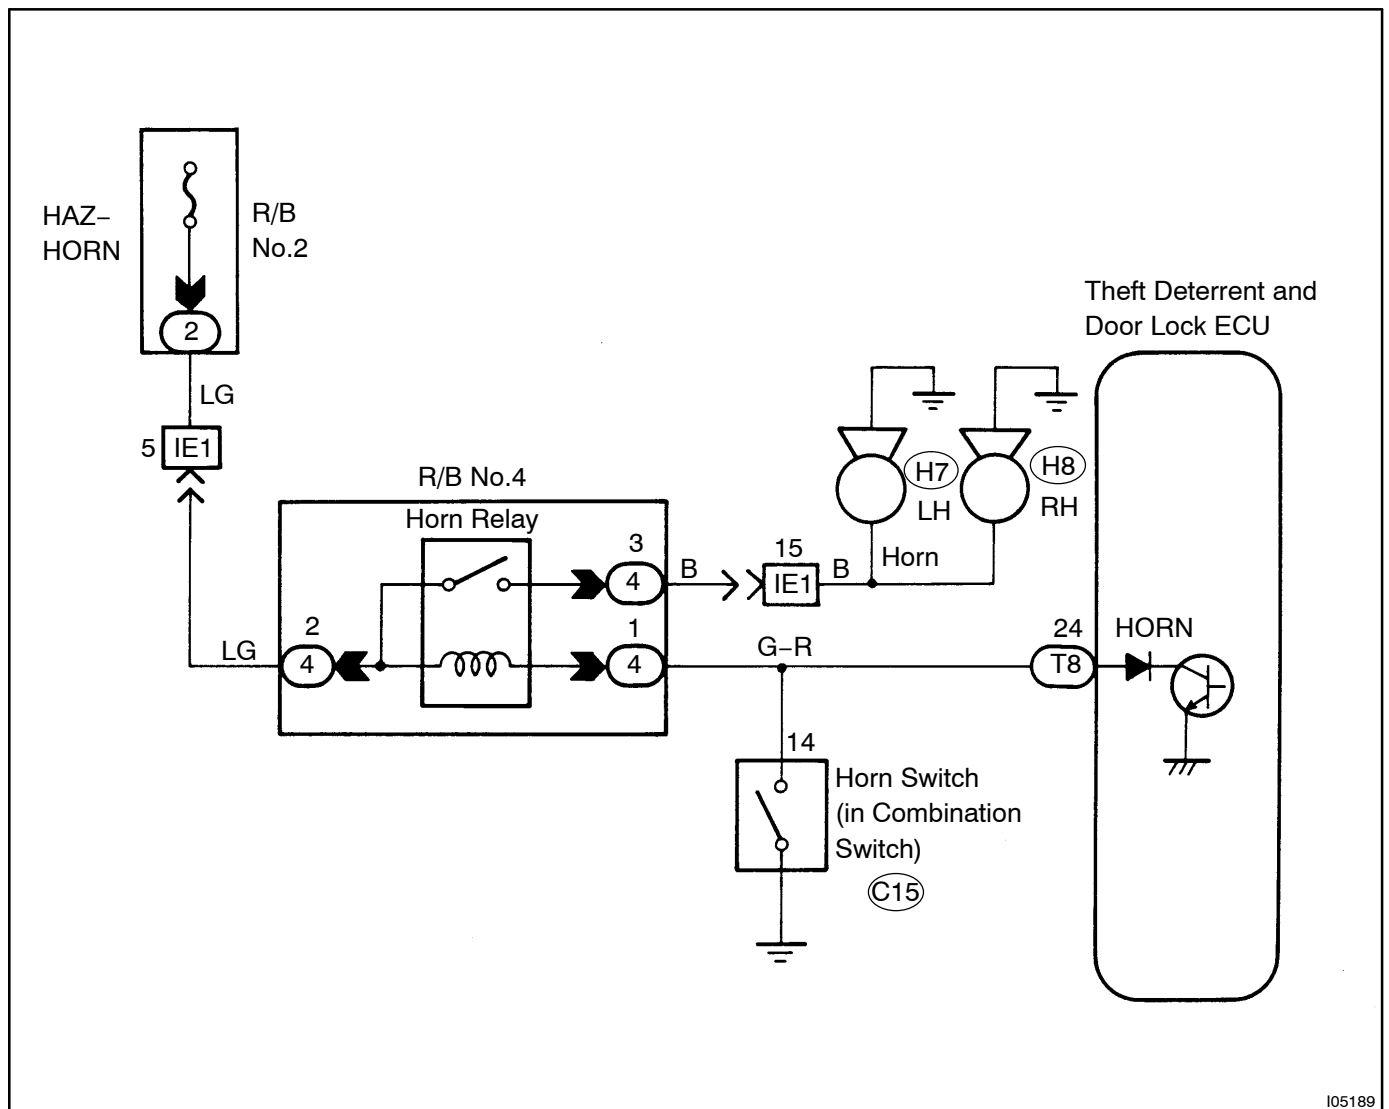 HAZ–
HORN
R/B
No.2
2
LG
5
IE1
R/B No.4
Horn Relay
3
4
B
15
IE1
B
Horn
H7
LH
H8
RH
Theft Deterrent and
Door Lock ECU
LG
2
4
1
4
G–R
24
T8
HORN
14
Horn Switch
(in Combination
Switch)
C15
I05189